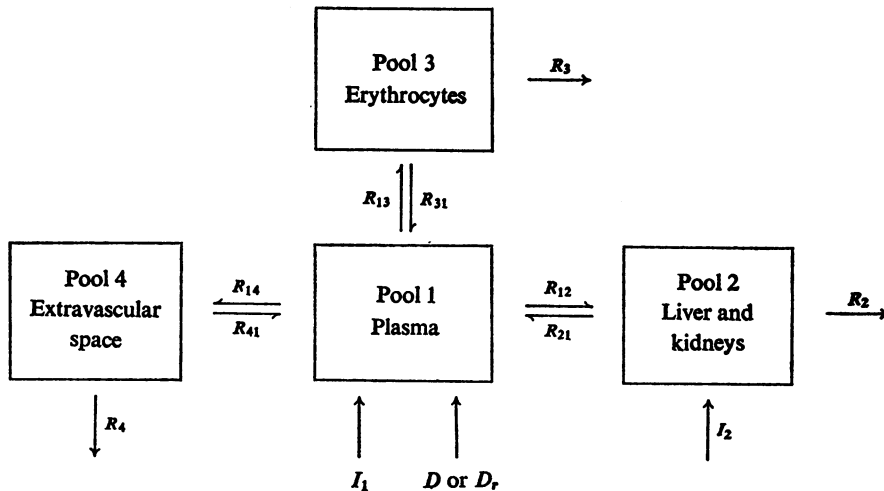 Pool 3
Erythrocytes
R₃
R₁₃
R₃₁
Pool 4
Extravascular
space
R₁₄
R₄₁
Pool 1
Plasma
R₁₂
R₂₁
Pool 2
Liver and
kidneys
R₂
R₄
I₁
D or Dᵣ
I₂